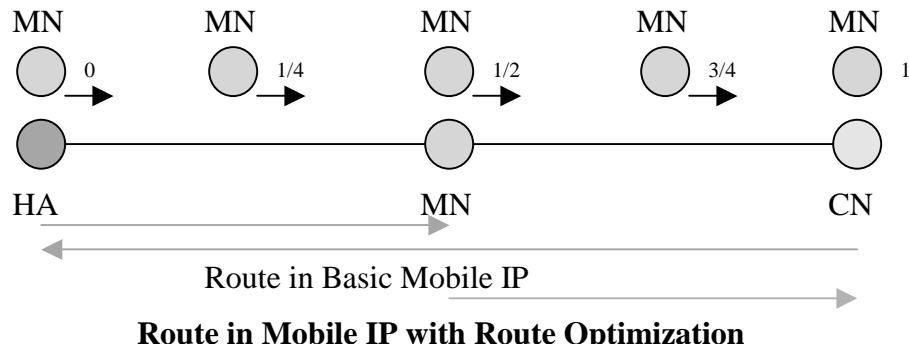 MN MN MN MN MN
0 1/4 1/2 3/4 1
HA MN CN
Route in Basic Mobile IP
Route in Mobile IP with Route Optimization